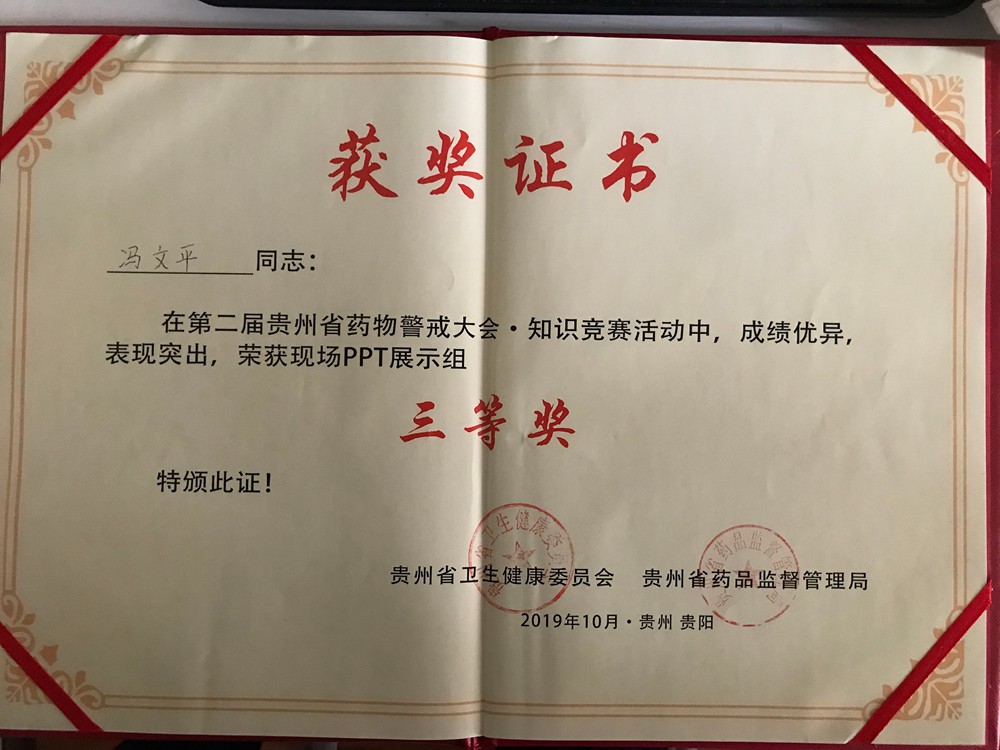 获奖证书
冯文平 同志：
在第二届贵州省药物警戒大会·知识竞赛活动中，成绩优异，
表现突出，荣获现场PPT展示组
三等奖
特颁此证！
贵州省卫生健康委员会 贵州省药品监督管理局
2019年10月·贵州 贵阳